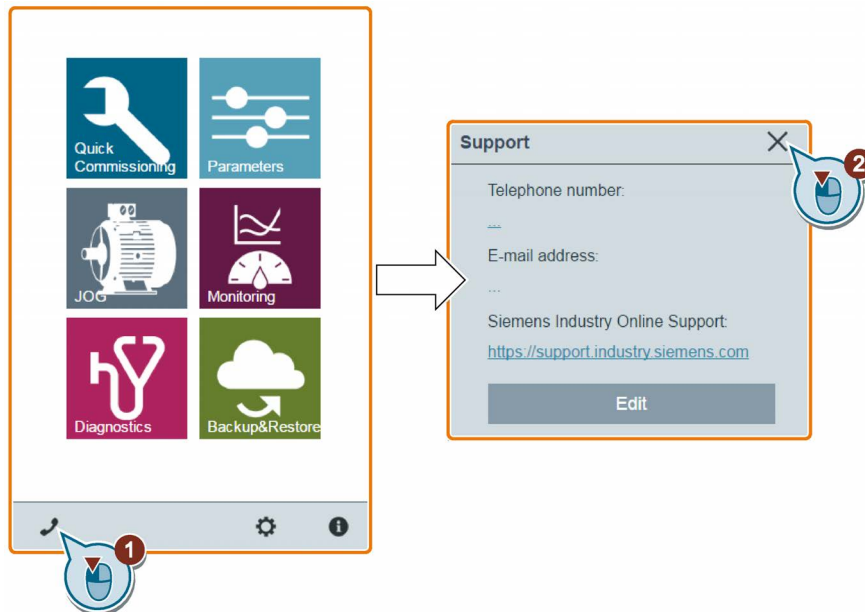 Quick
Commissioning
Parameters
JOG
Monitoring
Diagnostics
Backup&Restore
1
Support
2
Telephone number:
...
E-mail address:
...
Siemens Industry Online Support:
https://support.industry.siemens.com
Edit